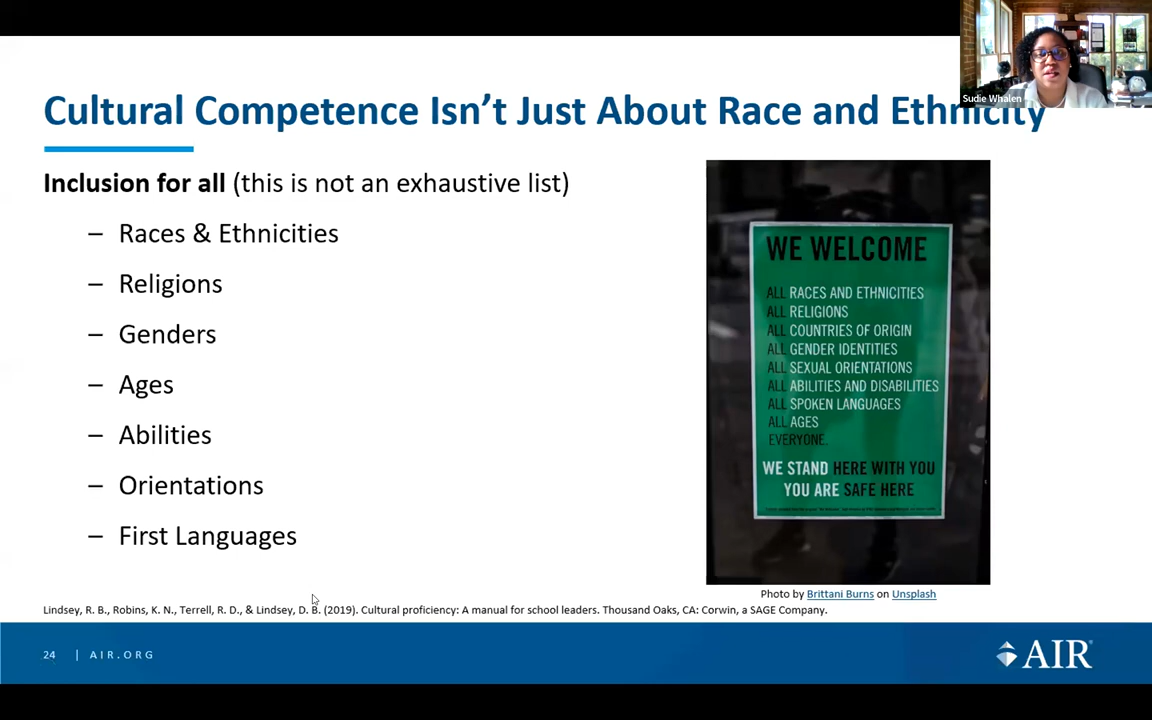 Sudie Whalen
Cultural Competence Isn't Just About Race and Ethnicity
Inclusion for all (this is not an exhaustive list)
– Races & Ethnicities
– Religions
– Genders
– Ages
– Abilities
– Orientations
– First Languages
WE WELCOME
ALL RACES AND ETHNICITIES
ALL RELIGIONS
ALL COUNTRIES OF ORIGIN
ALL GENDER IDENTITIES
ALL SEXUAL ORIENTATIONS
ALL ABILITIES AND DISABILITIES
ALL SPOKEN LANGUAGES
ALL AGES
EVERYONE.
WE STAND HERE WITH YOU
YOU ARE SAFE HERE
Photo by Brittani Burns on Unsplash
Lindsey, R. B., Robins, K. N., Terrell, R. D., & Lindsey, D. B. (2019). Cultural proficiency: A manual for school leaders. Thousand Oaks, CA: Corwin, a SAGE Company.
24 | AIR.ORG
AIR